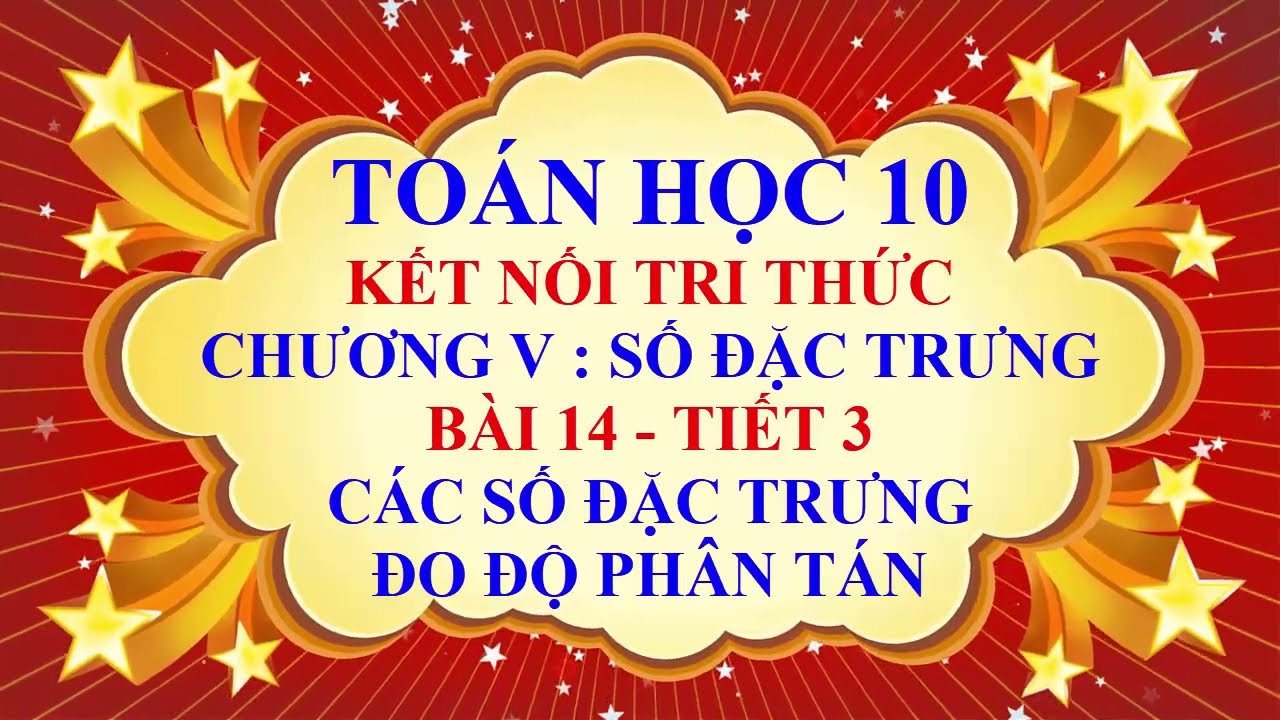 TOÁN HỌC 10
KẾT NỐI TRI THỨC
CHƯƠNG V : SỐ ĐẶC TRƯNG
BÀI 14 - TIẾT 3
CÁC SỐ ĐẶC TRƯNG
ĐO ĐỘ PHÂN TÁN